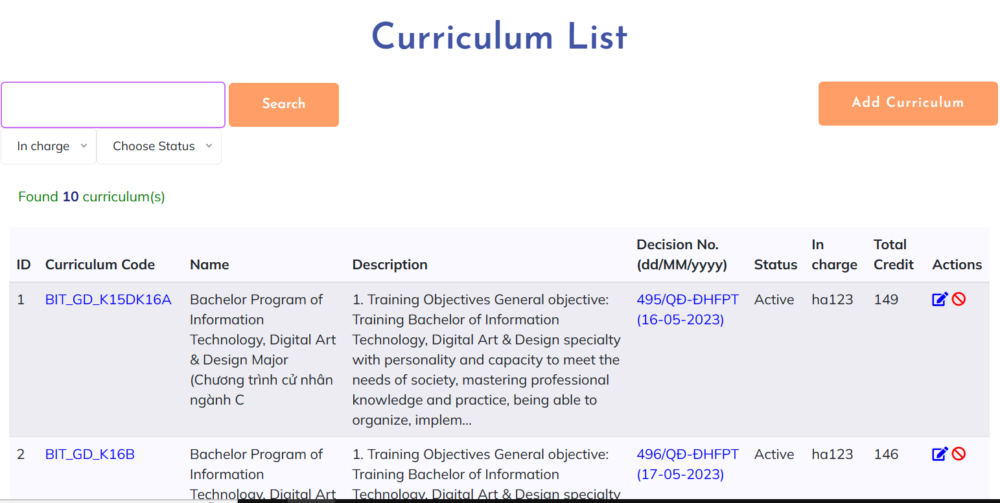 Curriculum List
Search
Add Curriculum
In charge
Choose Status
Found 10 curriculum(s)
ID Curriculum Code Name Description Decision No. (dd/MM/yyyy) Status In charge Total Credit Actions
1 BIT_GD_K15DK16A
Bachelor Program of
Information
Technology, Digital Art
& Design Major
(Chương trình cử nhân
ngành C
1. Training Objectives General objective:
Training Bachelor of Information
Technology, Digital Art & Design specialty
with personality and capacity to meet the
needs of society, mastering professional
knowledge and practice, being able to
organize, implem...
495/QĐ-ĐHFPT
(16-05-2023)
Active
ha123
149
2 BIT_GD_K16B
Bachelor Program of
Information
Technology, Digital Art
1. Training Objectives General objective:
Training Bachelor of Information
Technology, Digital Art & Design specialty
496/QĐ-ĐHFPT
(17-05-2023)
Active
ha123
146